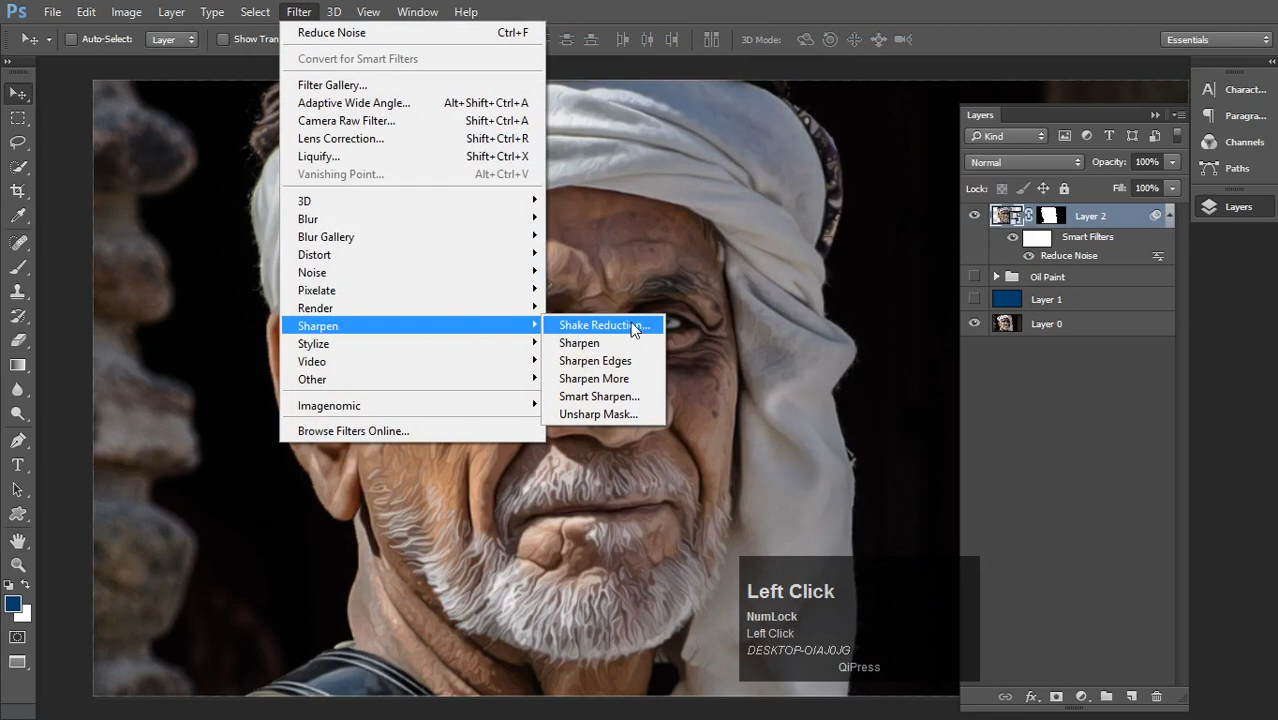 Ps File Edit Image Layer Type Select Filter 3D View Window Help
Auto-Select: Layer Show Tran 3D Mode: Essentials
Reduce Noise Ctrl+F
Convert for Smart Filters
Filter Gallery...
Adaptive Wide Angle... Alt+Shift+Ctrl+A
Camera Raw Filter... Shift+Ctrl+A
Lens Correction... Shift+Ctrl+R
Liquify... Shift+Ctrl+X
Vanishing Point... Alt+Ctrl+V
3D
Blur
Blur Gallery
Distort
Noise
Pixelate
Render
Sharpen
Stylize
Video
Other
Imagenomic
Browse Filters Online...
Shake Reduction...
Sharpen
Sharpen Edges
Sharpen More
Smart Sharpen...
Unsharp Mask...
Layers
Kind
Normal Opacity: 100%
Lock: Fill: 100%
Layer 2
Smart Filters
Reduce Noise
Oil Paint
Layer 1
Layer 0
fx
Charact...
Paragra...
Channels
Paths
Layers
Left Click
NumLock
Left Click
DESKTOP-OIAJ0JG
QiPress